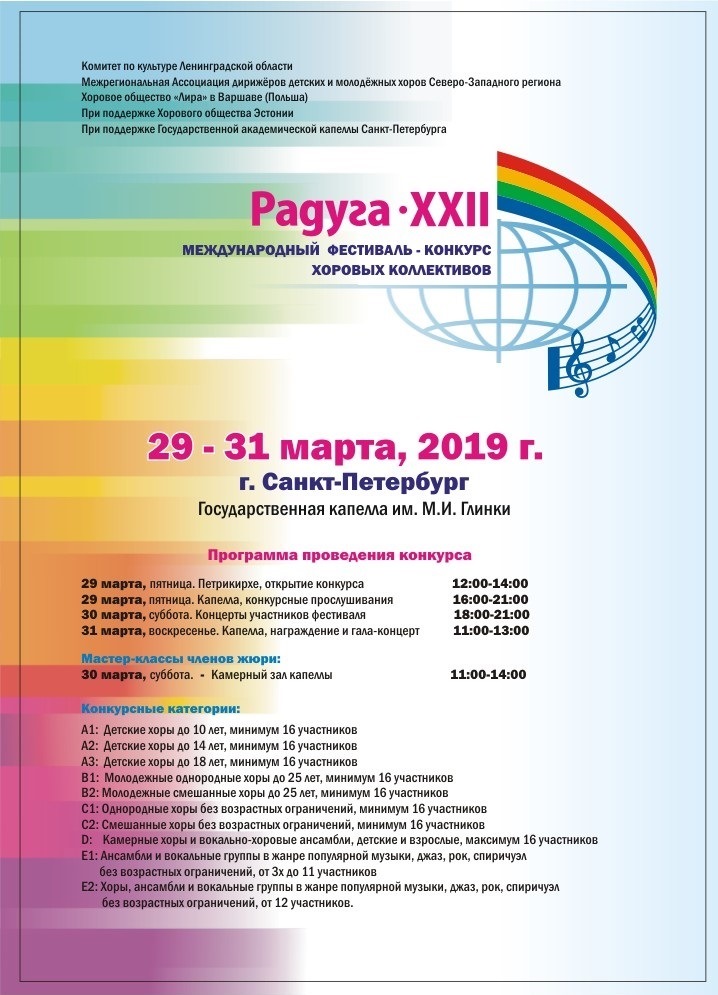 Комитет по культуре Ленинградской области
Межрегиональная Ассоциация дирижёров детских и молодёжных хоров Северо-Западного региона
Хоровое общество «Лира» в Варшаве (Польша)
При поддержке Хорового общества Эстонии
При поддержке Государственной академической капеллы Санкт-Петербурга
Радуга·XXII
МЕЖДУНАРОДНЫЙ ФЕСТИВАЛЬ - КОНКУРС
ХОРОВЫХ КОЛЛЕКТИВОВ
29 - 31 марта, 2019 г.
г. Санкт-Петербург
Государственная капелла им. М.И. Глинки
Программа проведения конкурса
29 марта, пятница. Петрикирхе, открытие конкурса 12:00-14:00
29 марта, пятница. Капелла, конкурсные прослушивания 16:00-21:00
30 марта, суббота. Концерты участников фестиваля 18:00-21:00
31 марта, воскресенье. Капелла, награждение и гала-концерт 11:00-13:00
Мастер-классы членов жюри:
30 марта, суббота. - Камерный зал капеллы 11:00-14:00
Конкурсные категории:
A1: Детские хоры до 10 лет, минимум 16 участников
A2: Детские хоры до 14 лет, минимум 16 участников
A3: Детские хоры до 18 лет, минимум 16 участников
B1: Молодежные однородные хоры до 25 лет, минимум 16 участников
B2: Молодежные смешанные хоры до 25 лет, минимум 16 участников
C1: Однородные хоры без возрастных ограничений, минимум 16 участников
C2: Смешанные хоры без возрастных ограничений, минимум 16 участников
D: Камерные хоры и вокально-хоровые ансамбли, детские и взрослые, максимум 16 участников
E1: Ансамбли и вокальные группы в жанре популярной музыки, джаз, рок, спиричуэл
без возрастных ограничений, от 3х до 11 участников
E2: Хоры, ансамбли и вокальные группы в жанре популярной музыки, джаз, рок, спиричуэл
без возрастных ограничений, от 12 участников.